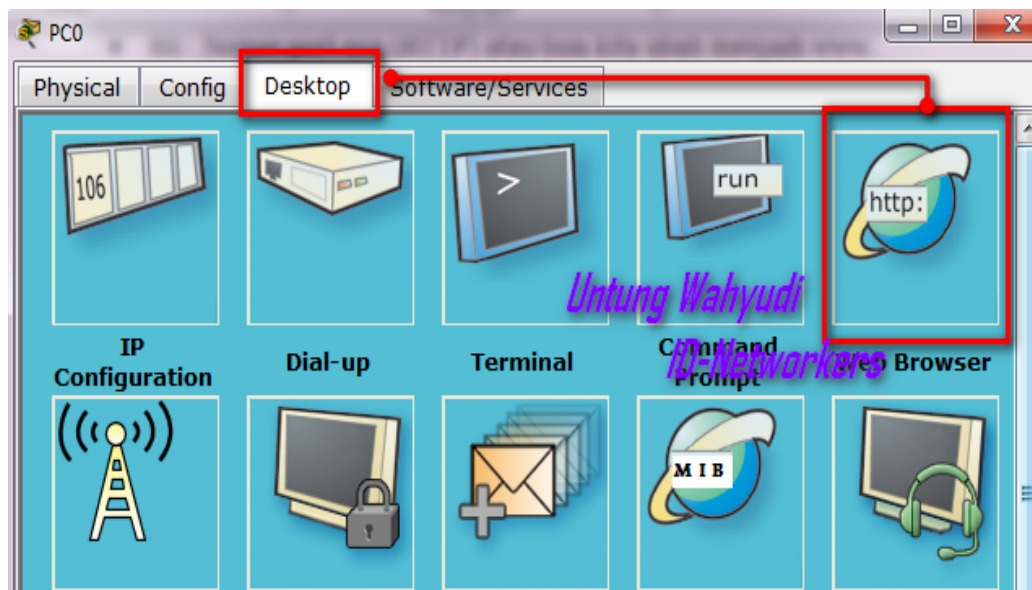 PC0
Physical Config Desktop Software/Services
106
>
run
http:
Untung Wahyudi
IP Configuration
Dial-up
Terminal
Command Prompt
Web Browser
ID-Networkers
MIB